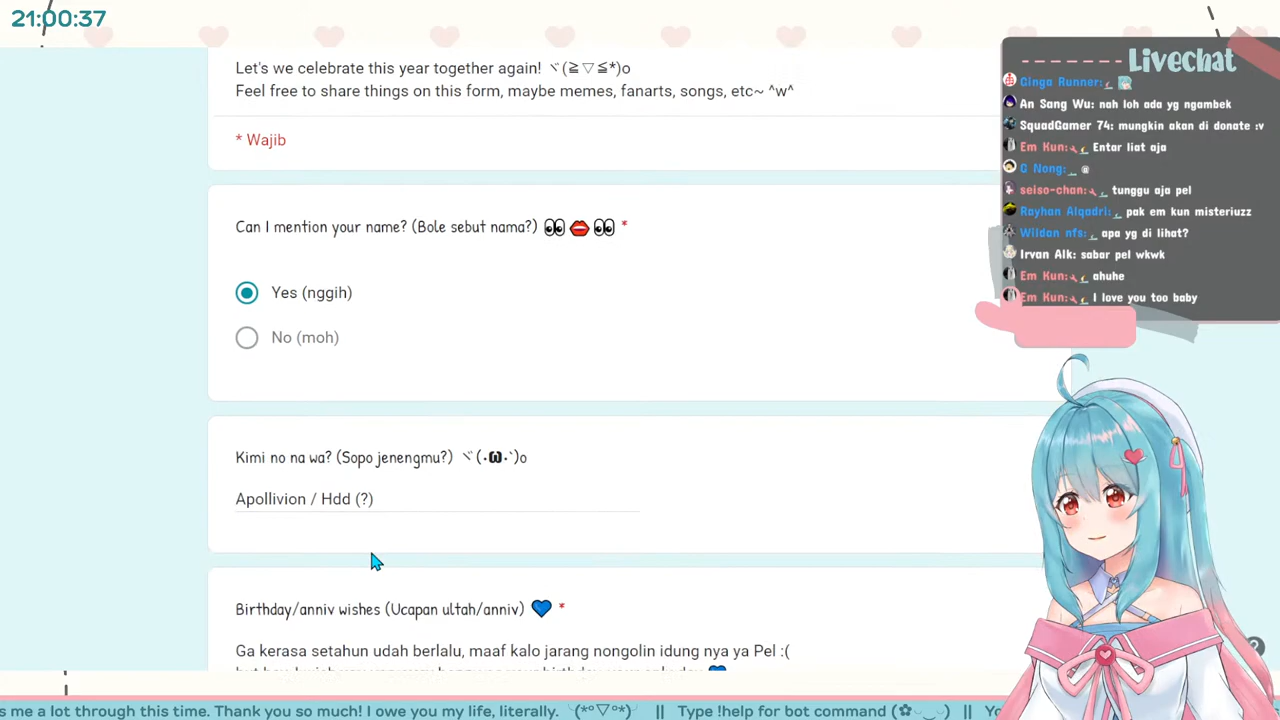 21:00:37
Let's we celebrate this year together again! ヾ(≧▽≦*)o
Feel free to share things on this form, maybe memes, fanarts, songs, etc~ ^w^
* Wajib
Can I mention your name? (Bole sebut nama?) 👀👄👀 *
Yes (nggih)
No (moh)
Kimi no na wa? (Sopo jenengmu?) ヾ(·ω·`)o
Apollivion / Hdd (?)
Birthday/anniv wishes (Ucapan ultah/anniv) 💙 *
Ga kerasa setahun udah berlalu, maaf kalo jarang nongolin idung nya ya Pel :(
Livechat
Ginga Runner:
An Sang Wu: nah loh ada yg ngambek
SquadGamer 74: mungkin akan di donate :v
Em Kun: Entar liat aja
G Nong: @
seiso-chan: tunggu aja pel
Rayhan Alqadri: pak em kun misteriuzz
Wildan nfs: apa yg di lihat?
Irvan Alk: sabar pel wkwk
Em Kun: ahuhe
Em Kun: I love you too baby
s me a lot through this time. Thank you so much! I owe you my life, literally. ╰(*°▽°*)╯ || Type !help for bot command (✿◡‿◡) || Yo